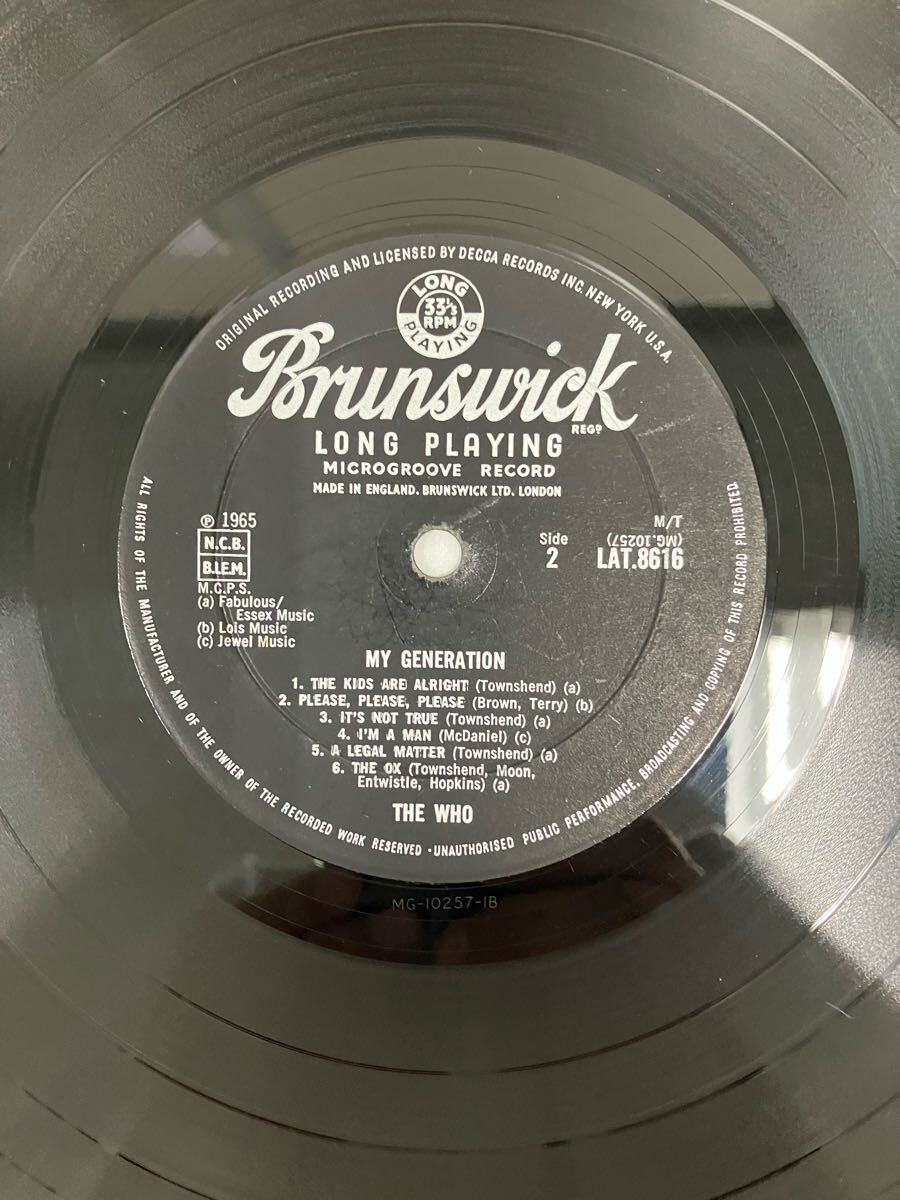 ORIGINAL RECORDING AND LICENSED BY DECCA RECORDS INC. NEW YORK U.S.A.
LONG
33⅓
RPM
PLAYING
Brunswick
REGD
LONG PLAYING
MICROGROOVE RECORD
MADE IN ENGLAND. BRUNSWICK LTD. LONDON
℗ 1965
N.C.B.
B.I.E.M.
M.C.P.S.
(a) Fabulous/
Essex Music
(b) Lois Music
(c) Jewel Music
Side
2
M/T
(MG.10257)
LAT.8616
MY GENERATION
1. THE KIDS ARE ALRIGHT (Townshend) (a)
2. PLEASE, PLEASE, PLEASE (Brown, Terry) (b)
3. IT'S NOT TRUE (Townshend) (a)
4. I'M A MAN (McDaniel) (c)
5. A LEGAL MATTER (Townshend) (a)
6. THE OX (Townshend, Moon,
Entwistle, Hopkins) (a)
THE WHO
ALL RIGHTS OF THE MANUFACTURER AND OF THE OWNER OF THE RECORDED WORK RESERVED · UNAUTHORISED PUBLIC PERFORMANCE, BROADCASTING AND COPYING OF THIS RECORD PROHIBITED.
MG-10257-1B